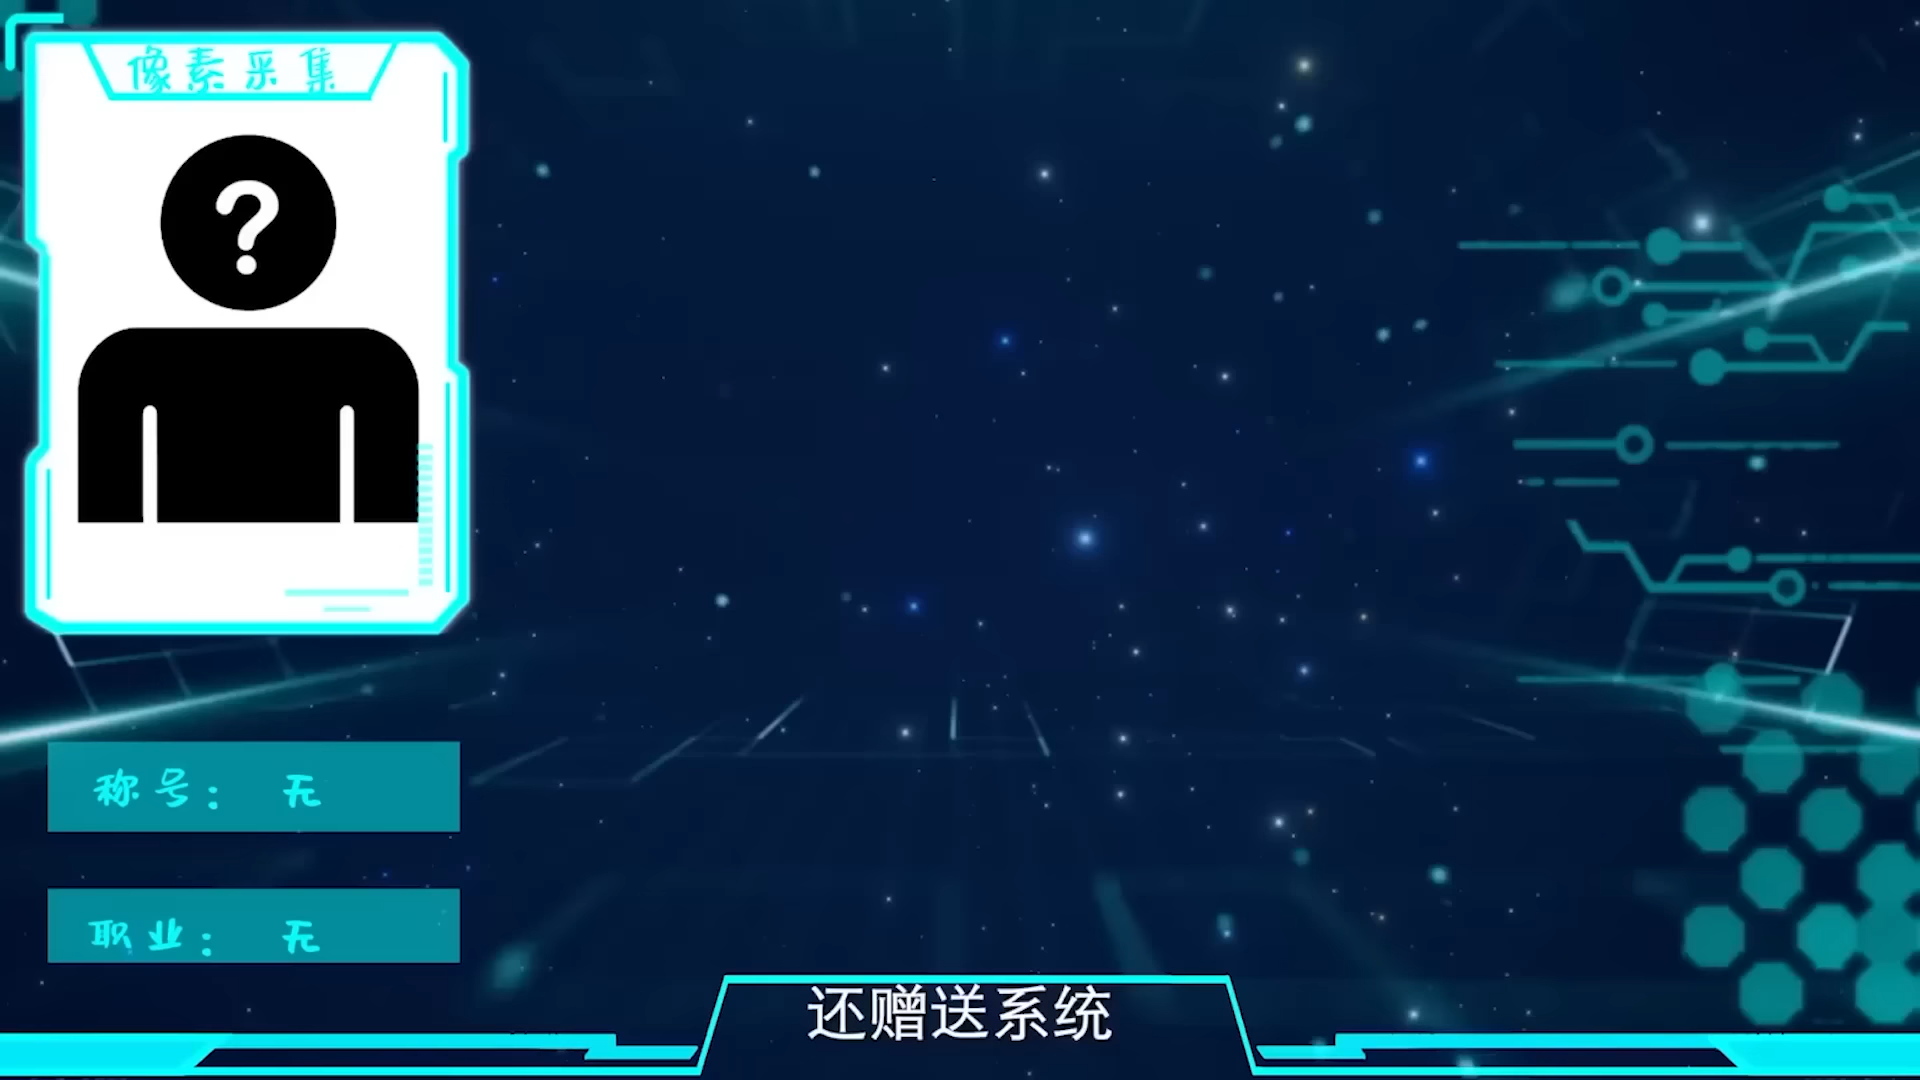 像素采集
?
称号： 无
职业： 无
还赠送系统